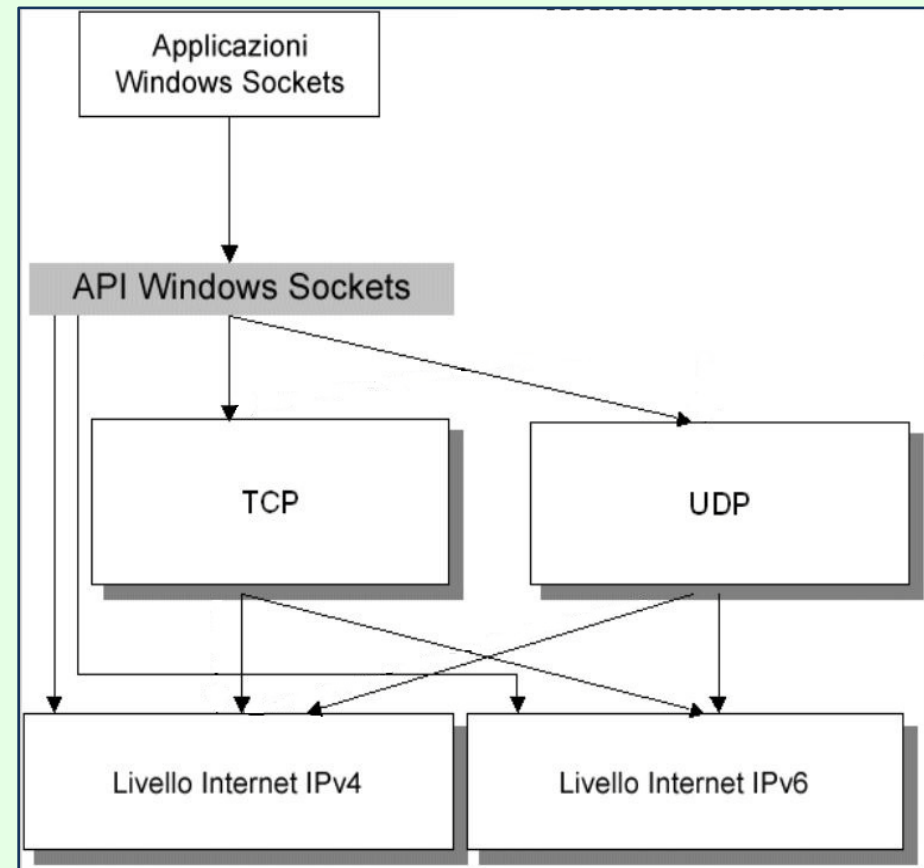 Applicazioni
Windows Sockets
API Windows Sockets
TCP
UDP
Livello Internet IPv4
Livello Internet IPv6